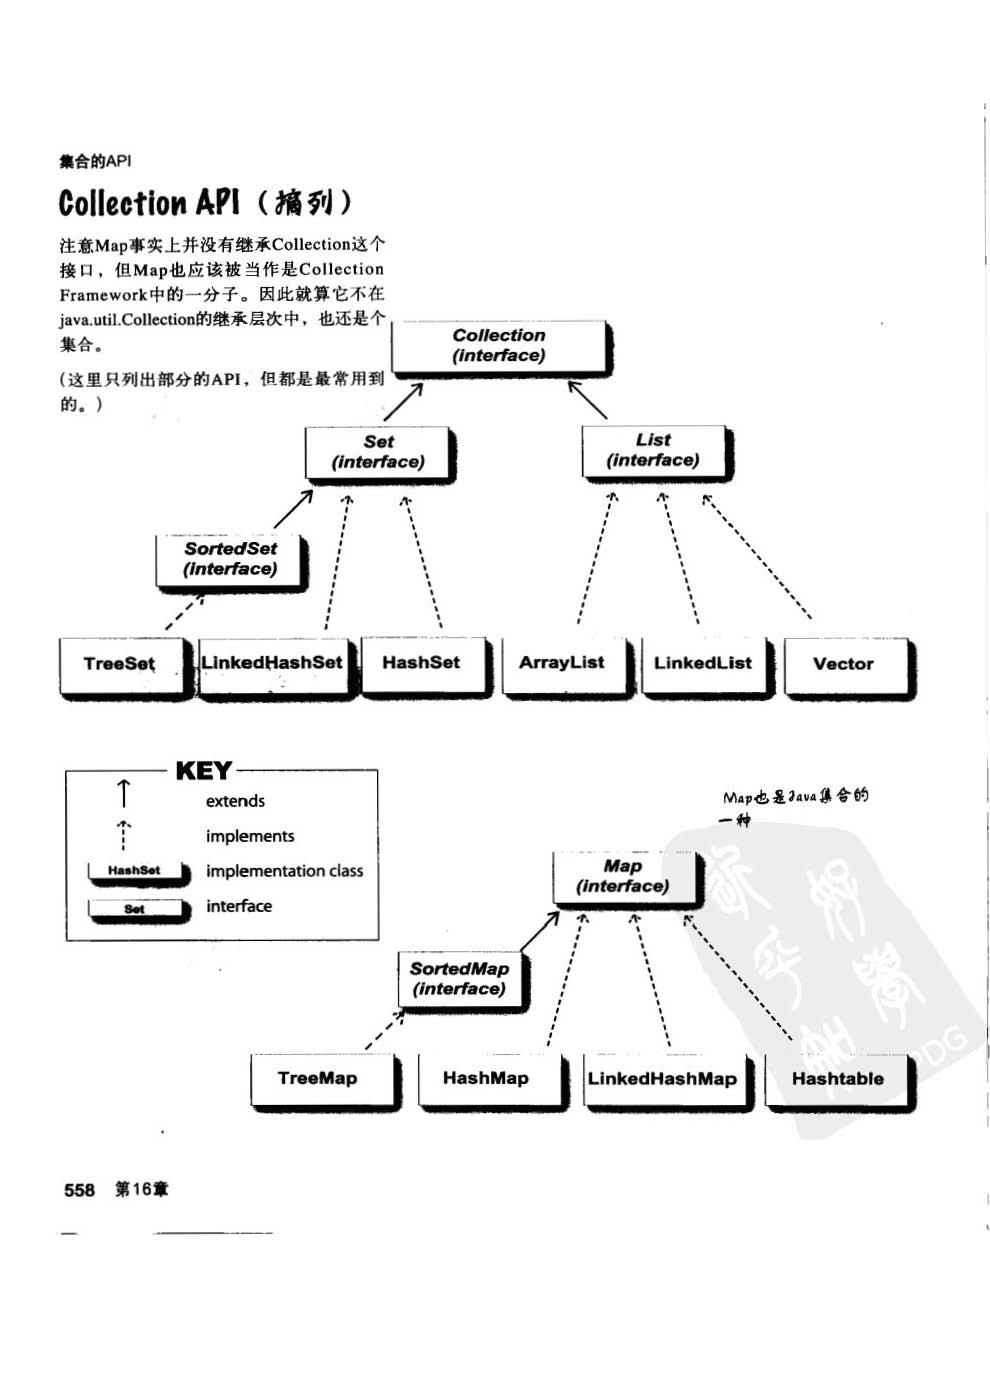 集合的API
Collection API（摘列）
注意Map事实上并没有继承Collection这个
接口，但Map也应该被当作是Collection
Framework中的一分子。因此就算它不在
java.util.Collection的继承层次中，也还是个
集合。
(这里只列出部分的API，但都是最常用到
的。)
Collection
(interface)
Set
(interface)
List
(interface)
SortedSet
(interface)
TreeSet
LinkedHashSet
HashSet
ArrayList
LinkedList
Vector
KEY
extends
implements
HashSet
implementation class
Set
interface
Map也是Java集合的
一种
Map
(interface)
SortedMap
(interface)
TreeMap
HashMap
LinkedHashMap
Hashtable
PDG
558 第16章